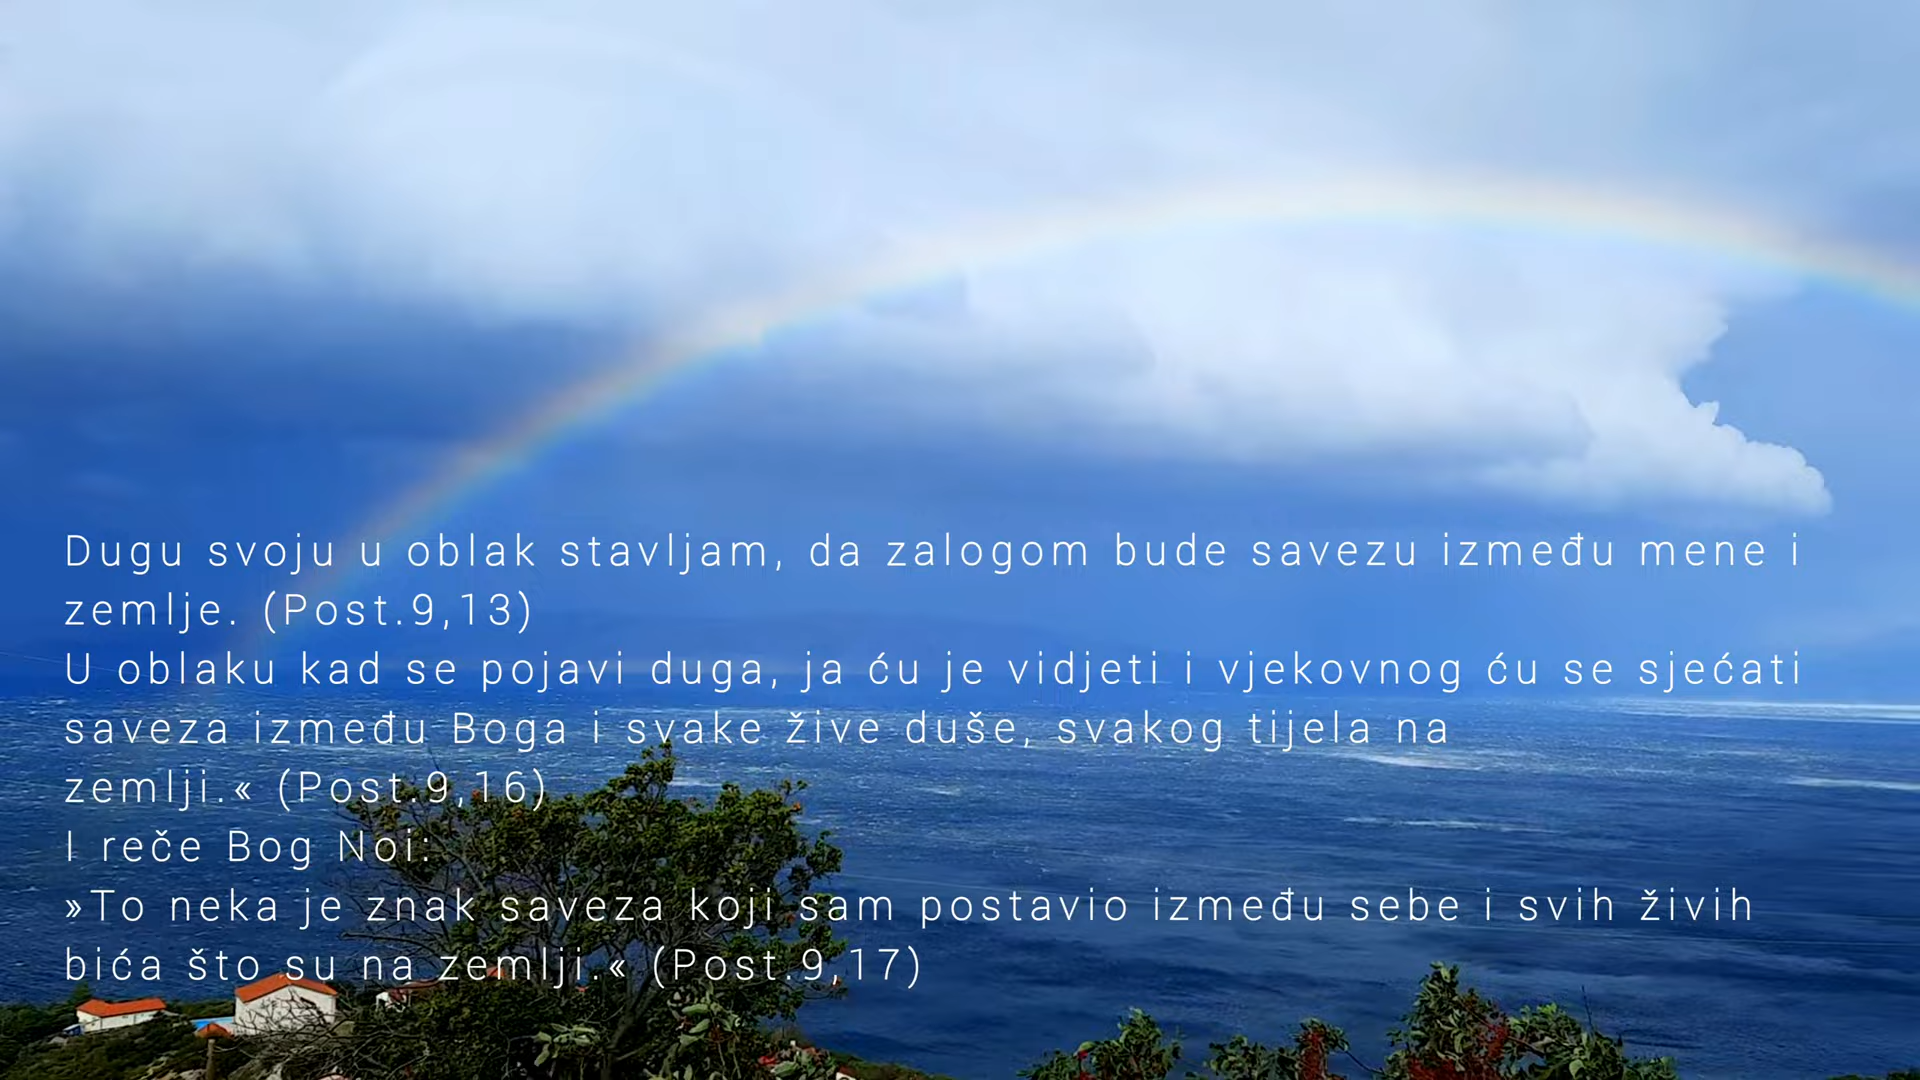 Dugu svoju u oblak stavljam, da zalogom bude savezu između mene i
zemlje. (Post.9,13)
U oblaku kad se pojavi duga, ja ću je vidjeti i vjekovnog ću se sjećati
saveza između Boga i svake žive duše, svakog tijela na
zemlji.« (Post.9,16)
I reče Bog Noi:
»To neka je znak saveza koji sam postavio između sebe i svih živih
bića što su na zemlji.« (Post.9,17)